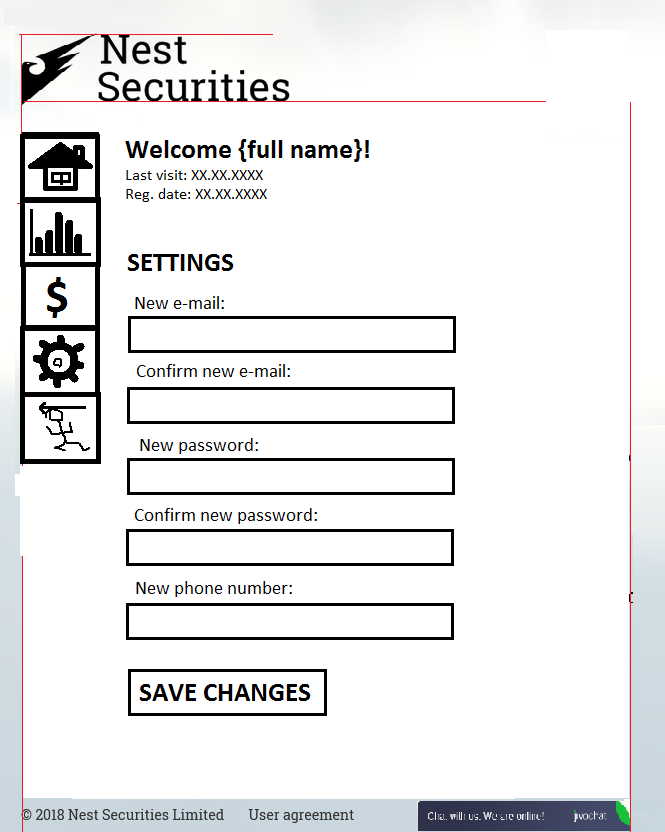 Nest
Securities
Welcome {full name}!
Last visit: XX.XX.XXXX
Reg. date: XX.XX.XXXX
SETTINGS
$
New e-mail:
Confirm new e-mail:
New password:
Confirm new password:
New phone number:
SAVE CHANGES
© 2018 Nest Securities Limited User agreement
Chat with us. We are online! jivochat